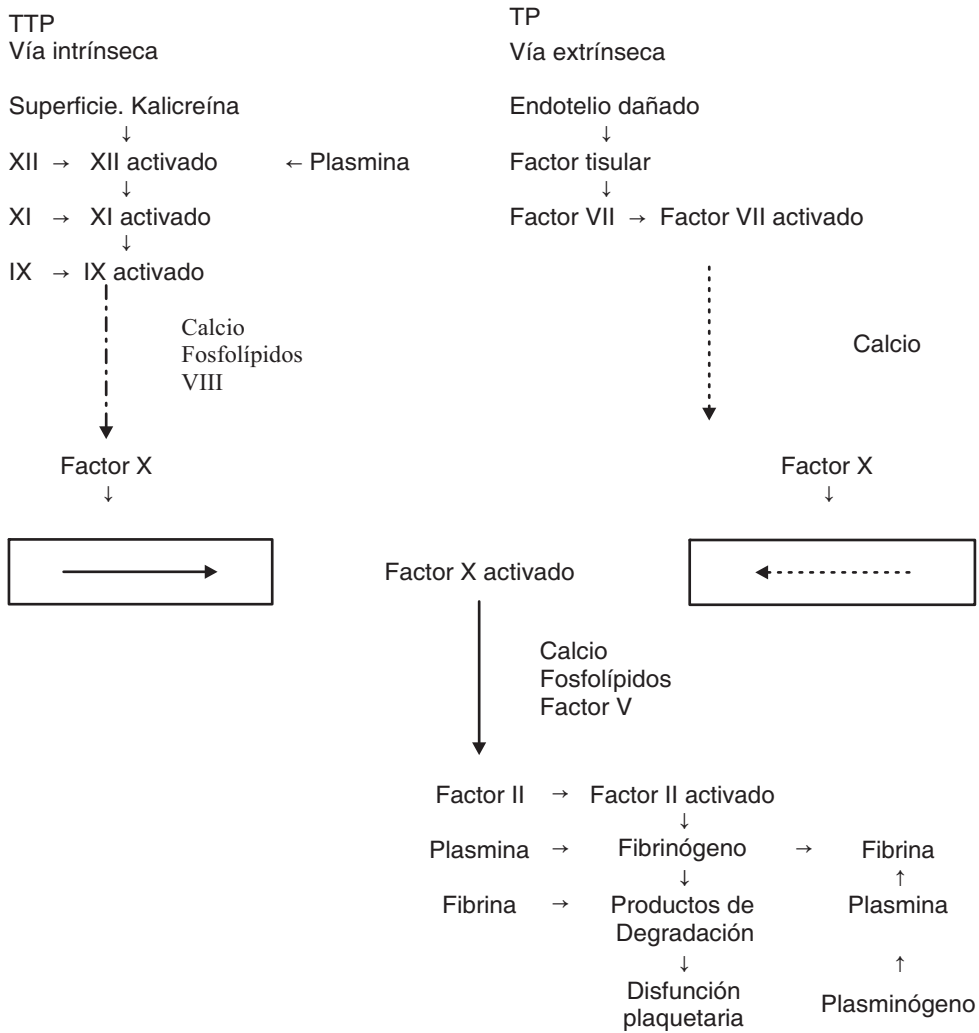 TTP
Vía intrínseca
TP
Vía extrínseca
Superficie. Kalicreína
Endotelio dañado
↓ ↓
XII → XII activado ← Plasmina
Factor tisular
↓ ↓
XI → XI activado
Factor VII → Factor VII activado
↓
IX → IX activado
Calcio
Fosfolípidos
VIII
Calcio
Factor X
↓
Factor X
↓
Factor X activado
Calcio
Fosfolípidos
Factor V
Factor II → Factor II activado
↓
Plasmina → Fibrinógeno → Fibrina
↓ ↑
Fibrina → Productos de Plasmina
Degradación
↓ ↑
Disfunción Plasminógeno
plaquetaria